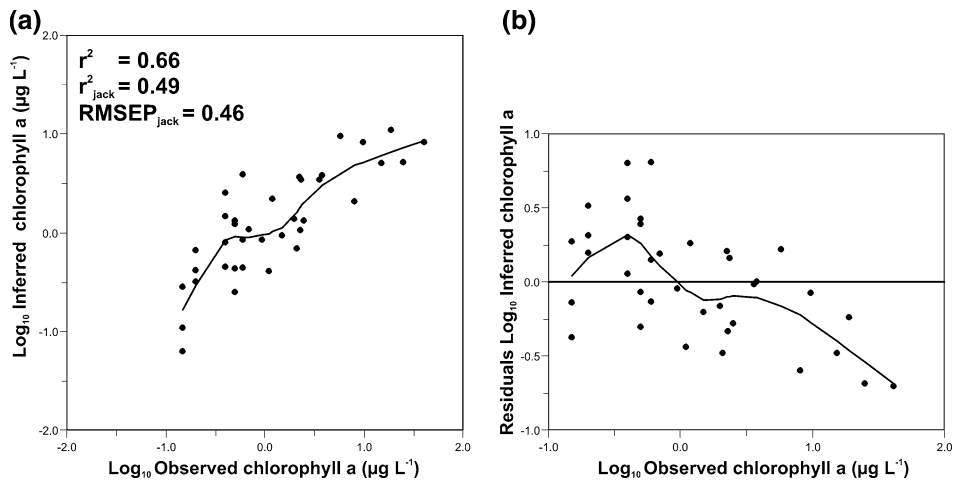 (a)
2.0
1.0
0.0
-1.0
-2.0
Log₁₀ Inferred chlorophyll a (µg L⁻¹)
r² = 0.66
r²jack = 0.49
RMSEPjack = 0.46
-2.0 -1.0 0.0 1.0 2.0
Log₁₀ Observed chlorophyll a (µg L⁻¹)
(b)
1.0
0.5
0.0
-0.5
-1.0
Residuals Log₁₀ Inferred chlorophyll a
-1.0 0.0 1.0 2.0
Log₁₀ Observed chlorophyll a (µg L⁻¹)